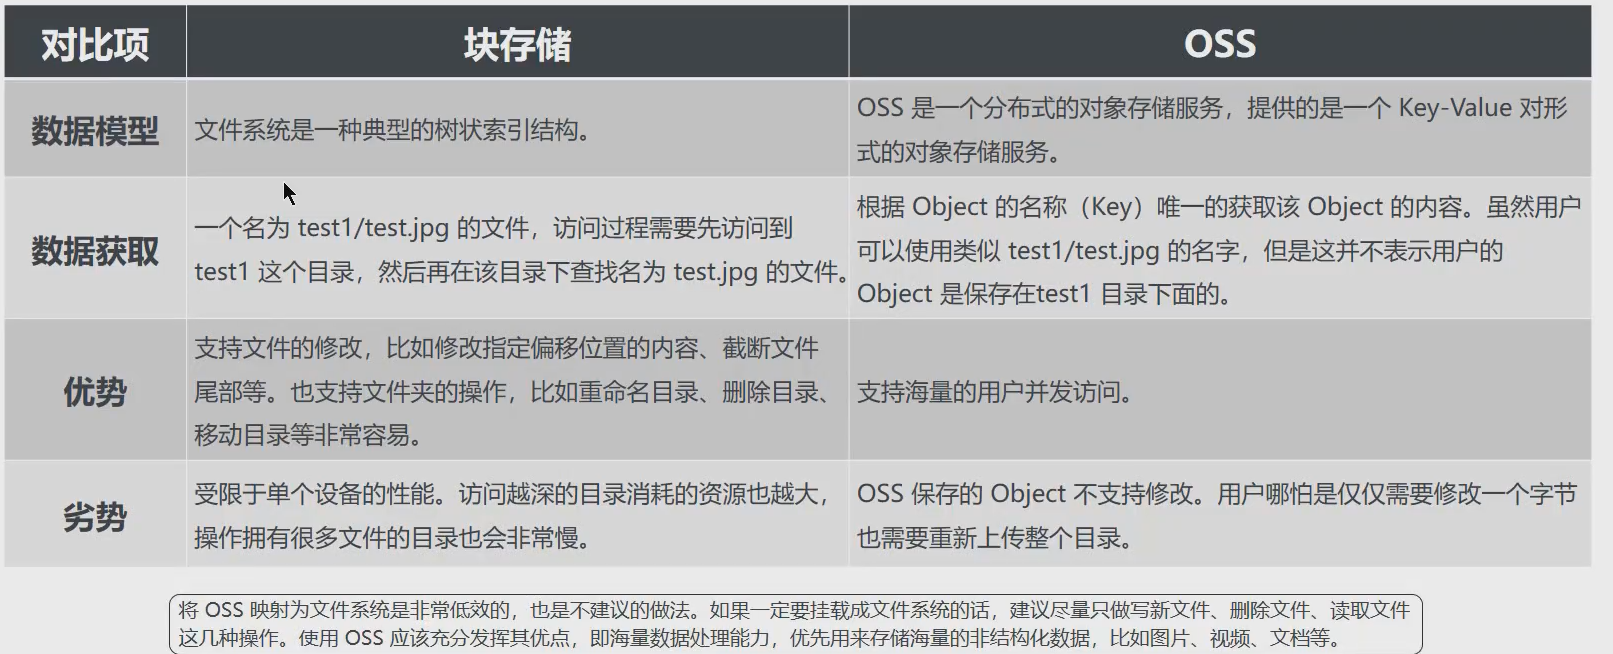 对比项
块存储
OSS
数据模型
文件系统是一种典型的树状索引结构。
OSS 是一个分布式的对象存储服务，提供的是一个 Key-Value 对形
式的对象存储服务。
数据获取
一个名为 test1/test.jpg 的文件，访问过程需要先访问到
test1 这个目录，然后再在该目录下查找名为 test.jpg 的文件。
根据 Object 的名称（Key）唯一的获取该 Object 的内容。虽然用户
可以使用类似 test1/test.jpg 的名字，但是这并不表示用户的
Object 是保存在test1 目录下面的。
优势
支持文件的修改，比如修改指定偏移位置的内容、截断文件
尾部等。也支持文件夹的操作，比如重命名目录、删除目录、
移动目录等非常容易。
支持海量的用户并发访问。
劣势
受限于单个设备的性能。访问越深的目录消耗的资源也越大，
操作拥有很多文件的目录也会非常慢。
OSS 保存的 Object 不支持修改。用户哪怕是仅仅需要修改一个字节
也需要重新上传整个目录。
将 OSS 映射为文件系统是非常低效的，也是不建议的做法。如果一定要挂载成文件系统的话，建议尽量只做写新文件、删除文件、读取文件
这几种操作。使用 OSS 应该充分发挥其优点，即海量数据处理能力，优先用来存储海量的非结构化数据，比如图片、视频、文档等。